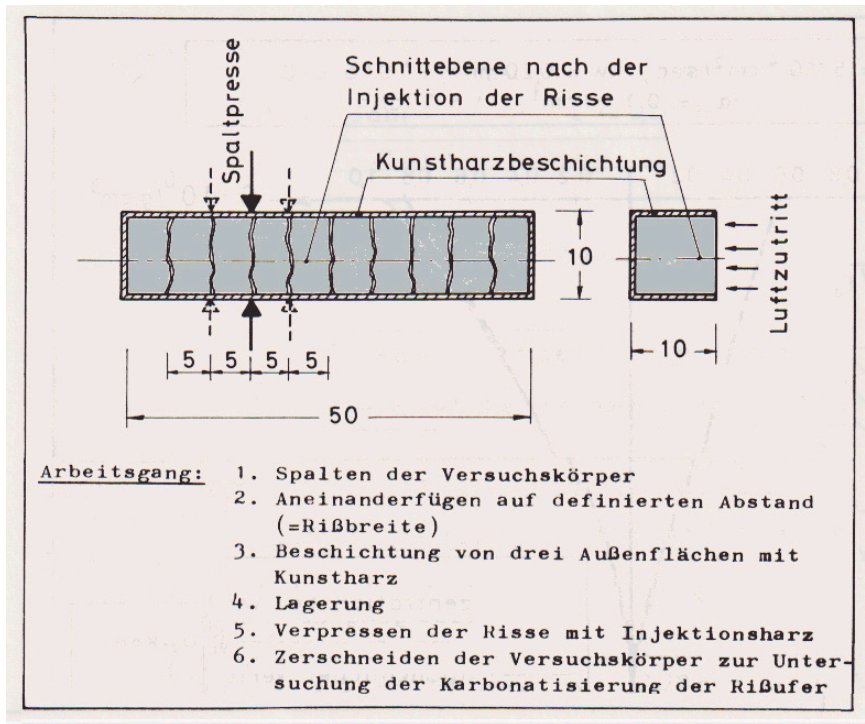 Spaltpresse
Schnittebene nach der
Injektion der Risse
Kunstharzbeschichtung
10
Luftzutritt
5 5 5 5
10
50
Arbeitsgang: 1. Spalten der Versuchskörper
2. Aneinanderfügen auf definierten Abstand
(=Rißbreite)
3. Beschichtung von drei Außenflächen mit
Kunstharz
4. Lagerung
5. Verpressen der Risse mit Injektionsharz
6. Zerschneiden der Versuchskörper zur Unter-
suchung der Karbonatisierung der Rißufer